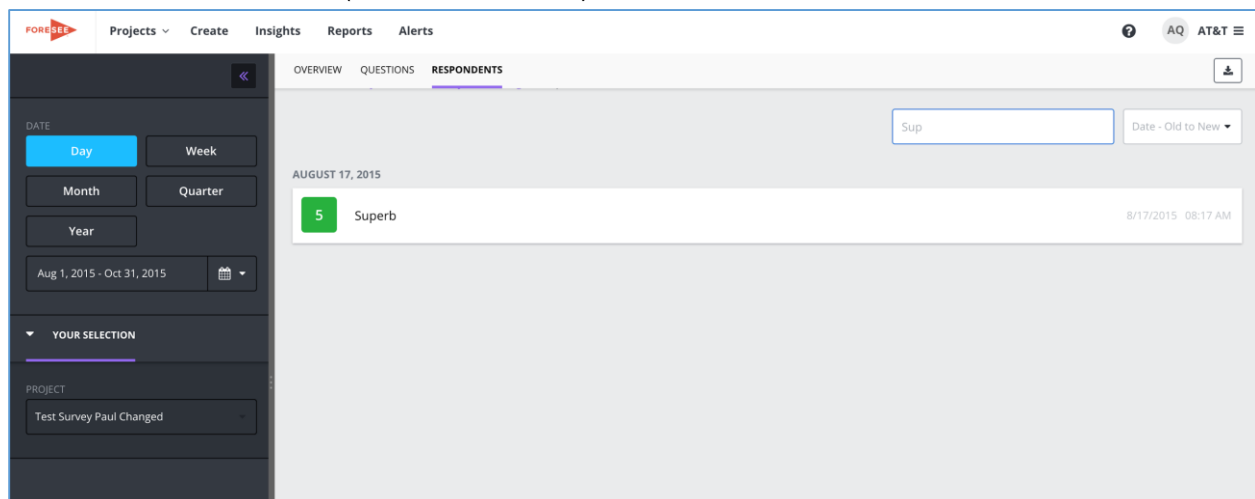 FORESEE Projects Create Insights Reports Alerts AQ AT&T
OVERVIEW QUESTIONS RESPONDENTS
DATE
Day Week
Month Quarter
Year
Aug 1, 2015 - Oct 31, 2015
YOUR SELECTION
PROJECT
Test Survey Paul Changed
Sup Date - Old to New
AUGUST 17, 2015
5 Superb 8/17/2015 08:17 AM